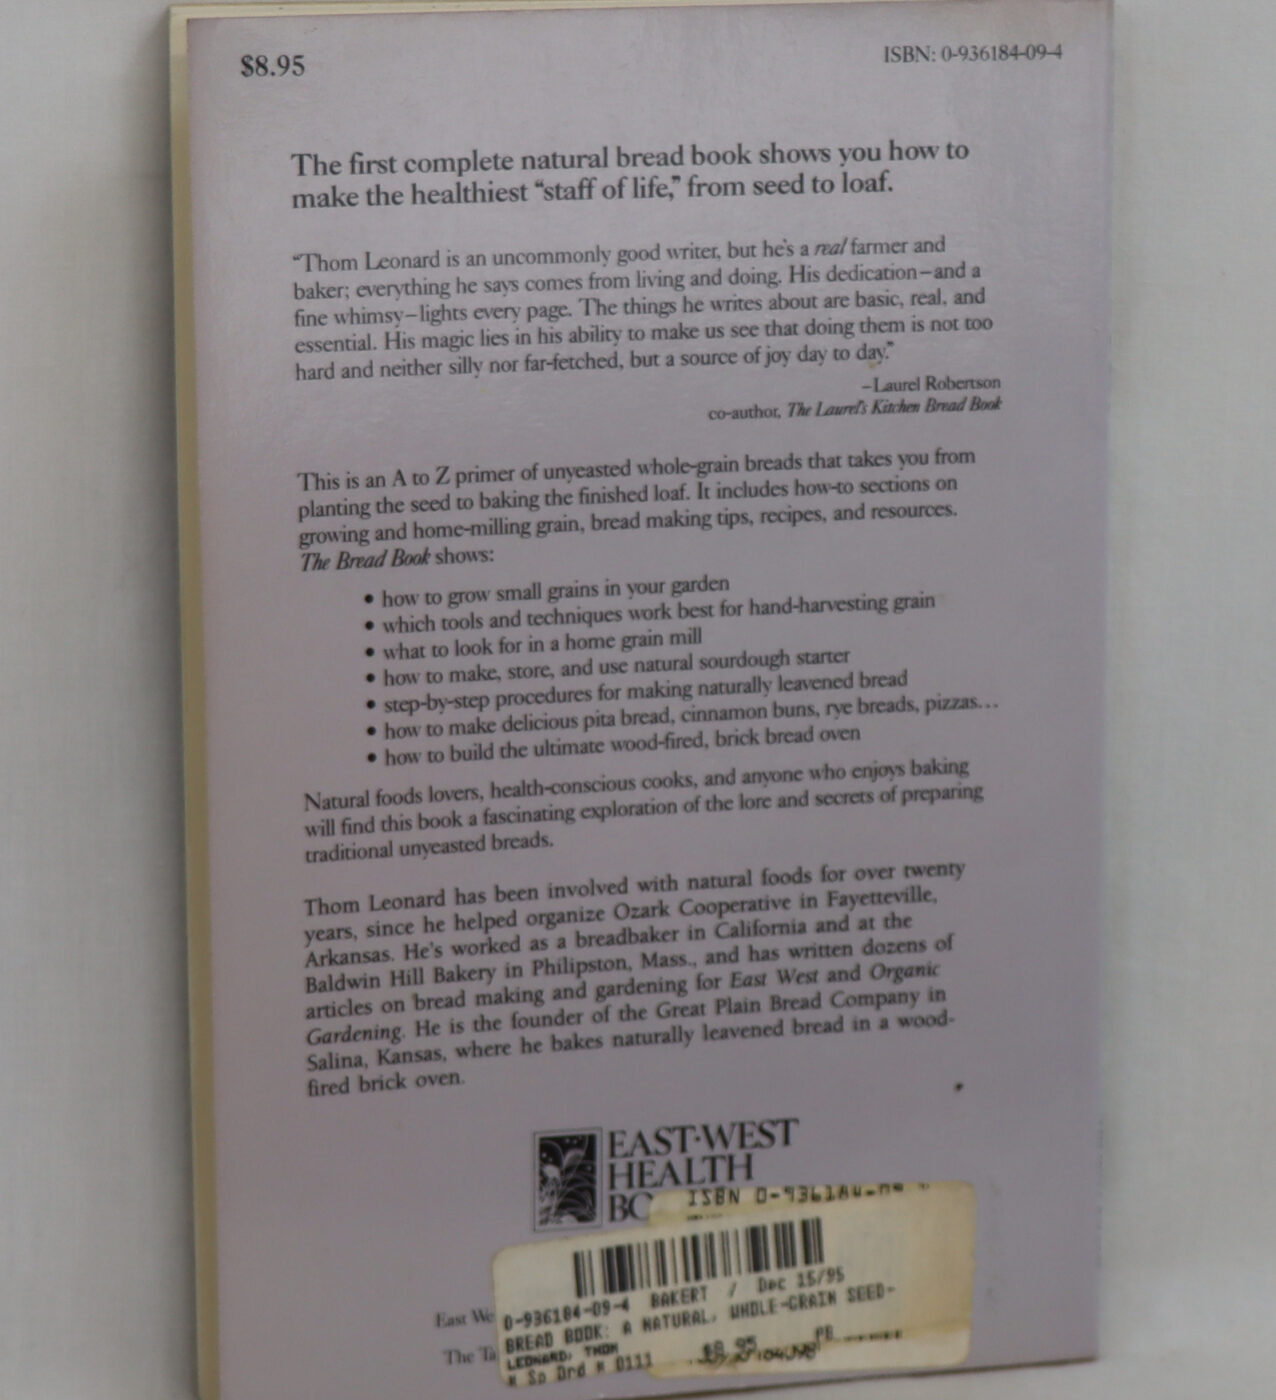 $8.95
ISBN: 0-936184-09-4
The first complete natural bread book shows you how to
make the healthiest “staff of life,” from seed to loaf.
“Thom Leonard is an uncommonly good writer, but he's a real farmer and
baker; everything he says comes from living and doing. His dedication—and a
fine whimsy—lights every page. The things he writes about are basic, real, and
essential. His magic lies in his ability to make us see that doing them is not too
hard and neither silly nor far-fetched, but a source of joy day to day.”
–Laurel Robertson
co-author, The Laurel's Kitchen Bread Book
This is an A to Z primer of unyeasted whole-grain breads that takes you from
planting the seed to baking the finished loaf. It includes how-to sections on
growing and home-milling grain, bread making tips, recipes, and resources.
The Bread Book shows:
• how to grow small grains in your garden
• which tools and techniques work best for hand-harvesting grain
• what to look for in a home grain mill
• how to make, store, and use natural sourdough starter
• step-by-step procedures for making naturally leavened bread
• how to make delicious pita bread, cinnamon buns, rye breads, pizzas...
• how to build the ultimate wood-fired, brick bread oven
Natural foods lovers, health-conscious cooks, and anyone who enjoys baking
will find this book a fascinating exploration of the lore and secrets of preparing
traditional unyeasted breads.
Thom Leonard has been involved with natural foods for over twenty
years, since he helped organize Ozark Cooperative in Fayetteville,
Arkansas. He's worked as a breadbaker in California and at the
Baldwin Hill Bakery in Philipston, Mass., and has written dozens of
articles on bread making and gardening for East West and Organic
Gardening. He is the founder of the Great Plain Bread Company in
Salina, Kansas, where he bakes naturally leavened bread in a wood-
fired brick oven.
EAST·WEST
HEALTH
BO
ISBN 0-936184-09
East We
The Ta
0-936184-09-4 BAKERT / Dec 15/95
BREAD BOOK: A NATURAL, WHOLE-GRAIN SEED-
LEONARD, THOM $8.95 PB
Sp Ord 0111